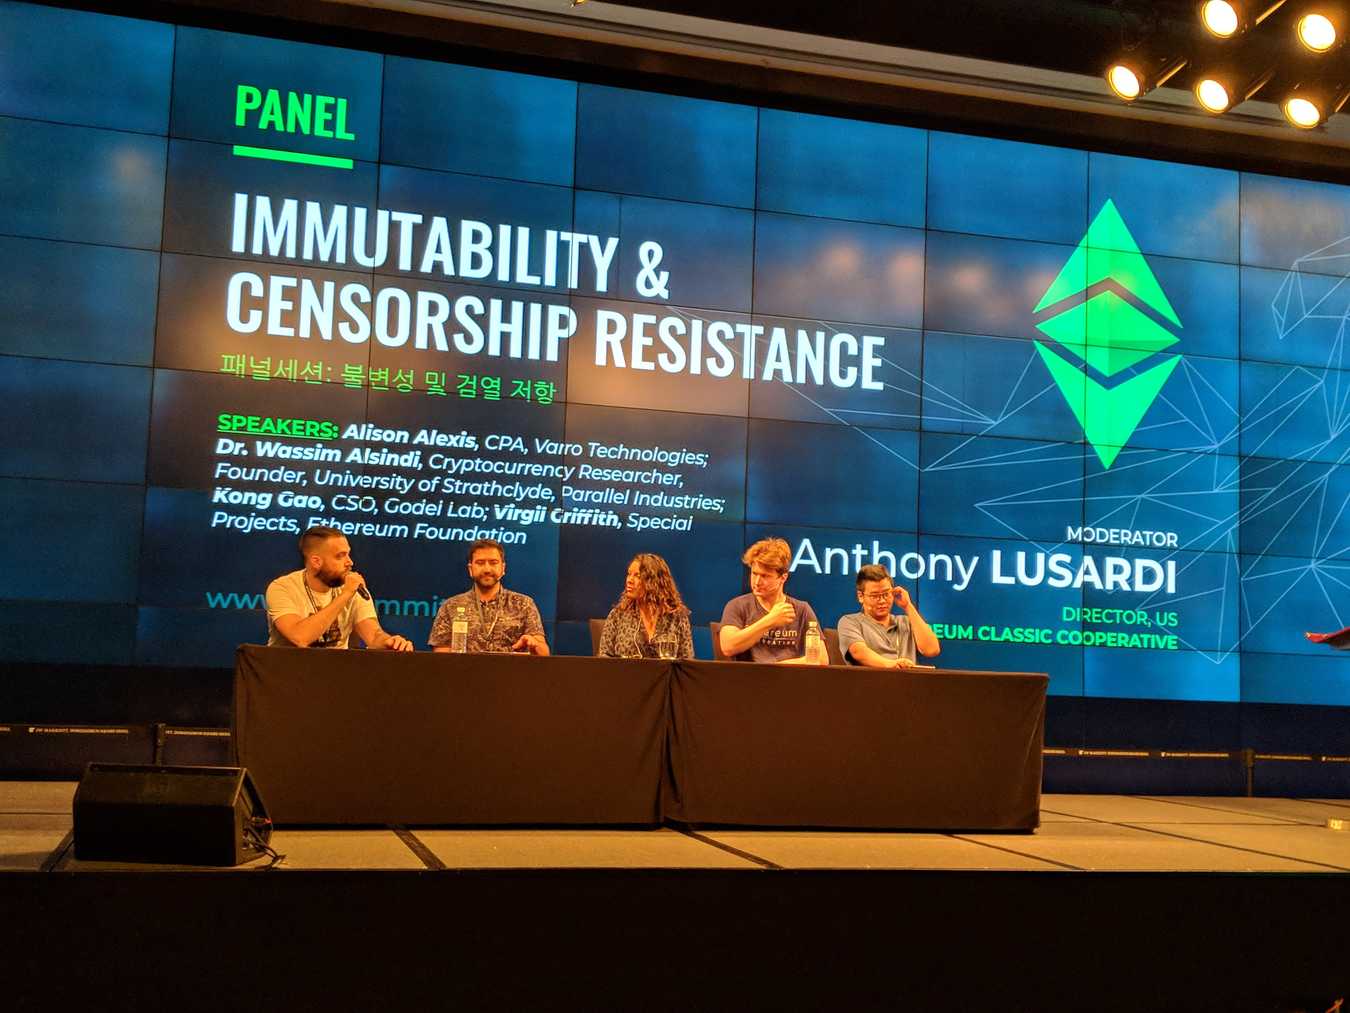 PANEL
IMMUTABILITY &
CENSORSHIP RESISTANCE
패널세션: 불변성 및 검열 저항
SPEAKERS: Alison Alexis, CPA, Varro Technologies;
Dr. Wassim Alsindi, Cryptocurrency Researcher,
Founder, University of Strathclyde, Parallel Industries;
Kong Gao, CSO, Godel Lab; Virgil Griffith, Special
Projects, Ethereum Foundation
MODERATOR
Anthony LUSARDI
DIRECTOR, US
EUM CLASSIC COOPERATIVE